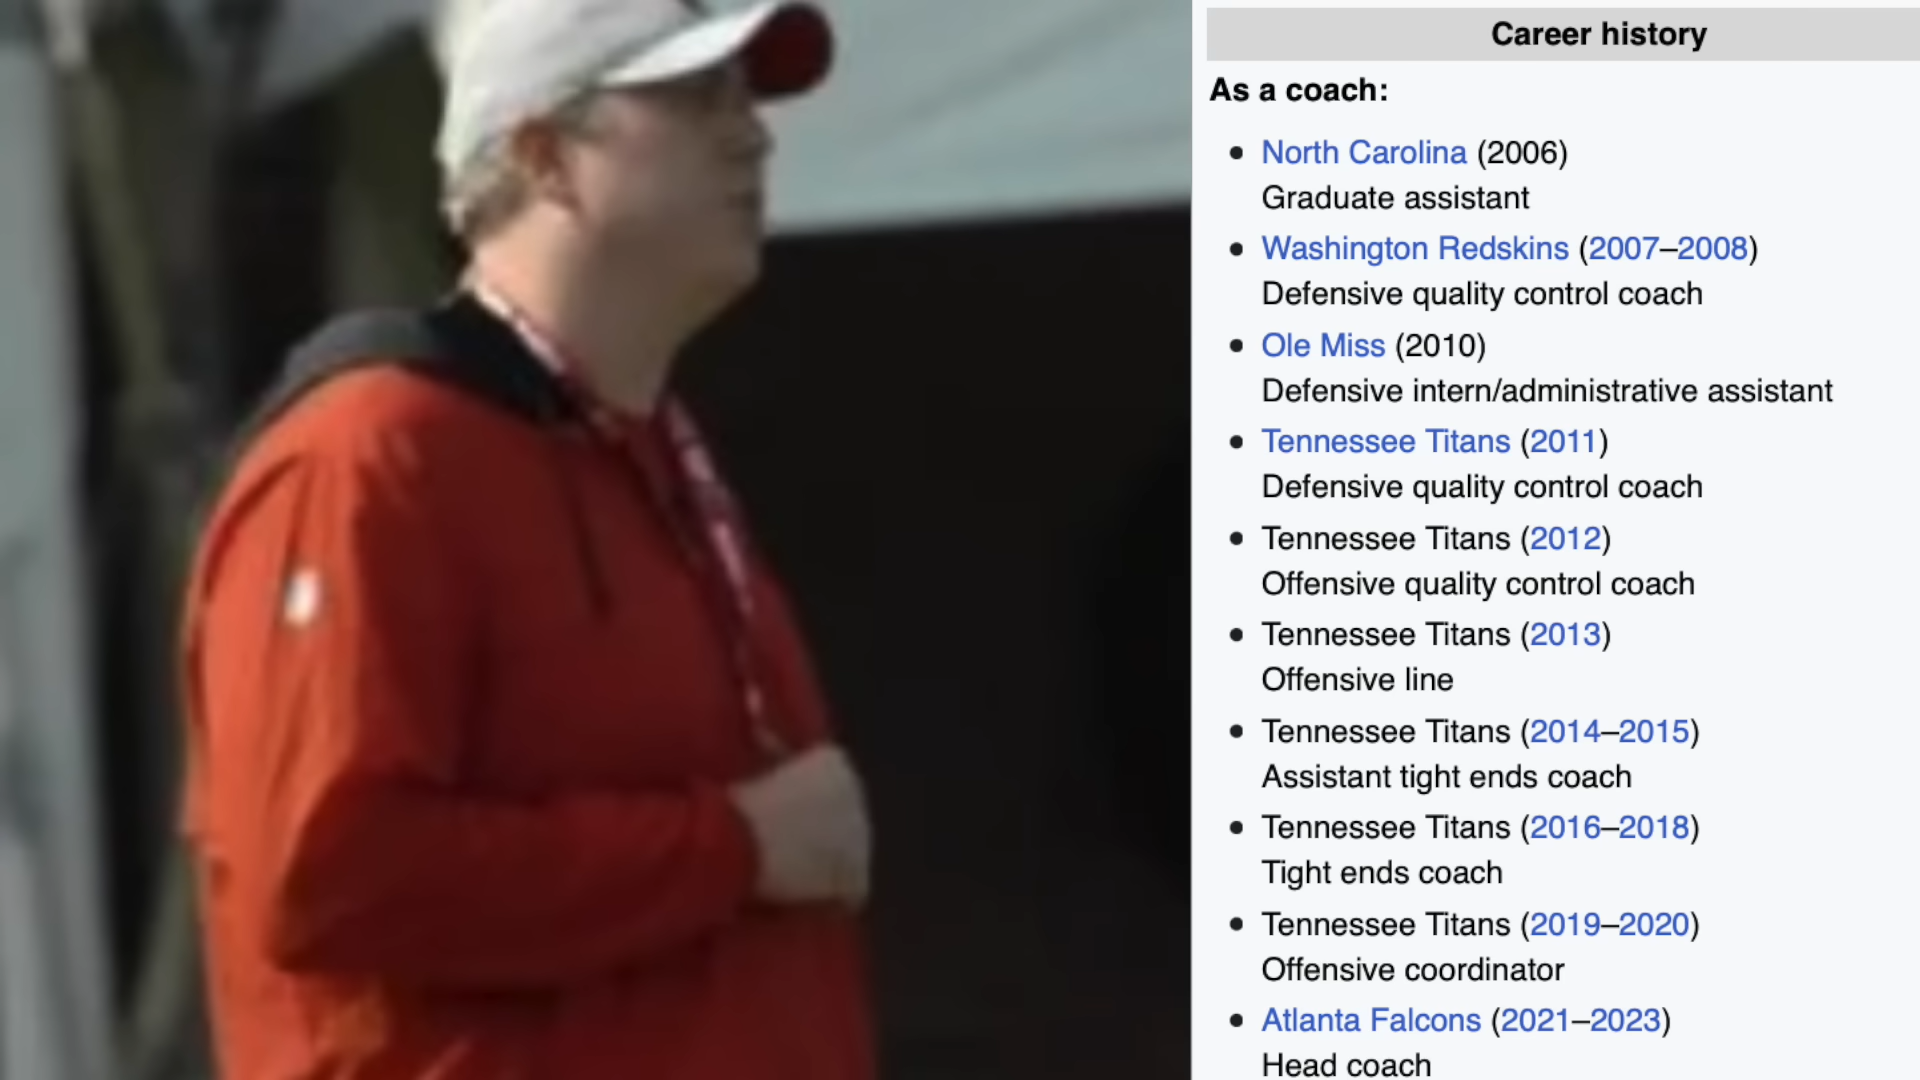 Career history
As a coach:
North Carolina (2006)
Graduate assistant
Washington Redskins (2007–2008)
Defensive quality control coach
Ole Miss (2010)
Defensive intern/administrative assistant
Tennessee Titans (2011)
Defensive quality control coach
Tennessee Titans (2012)
Offensive quality control coach
Tennessee Titans (2013)
Offensive line
Tennessee Titans (2014–2015)
Assistant tight ends coach
Tennessee Titans (2016–2018)
Tight ends coach
Tennessee Titans (2019–2020)
Offensive coordinator
Atlanta Falcons (2021–2023)
Head coach